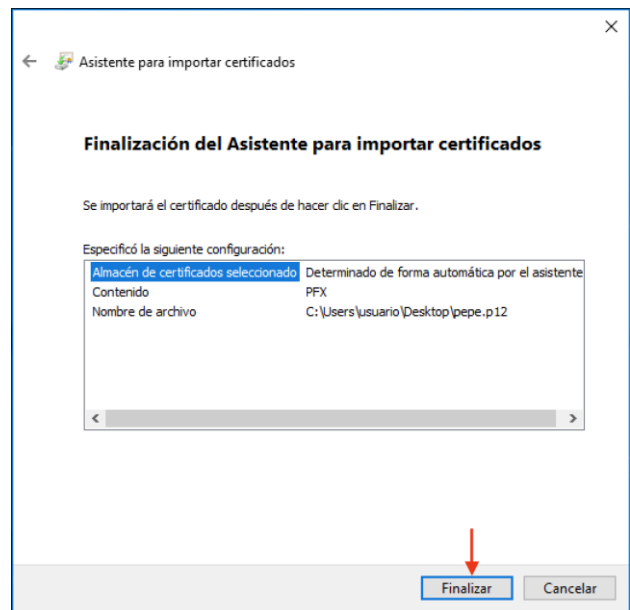 Asistente para importar certificados
Finalización del Asistente para importar certificados
Se importará el certificado después de hacer clic en Finalizar.
Especificó la siguiente configuración:
Almacén de certificados seleccionado Determinado de forma automática por el asistente
Contenido PFX
Nombre de archivo C:\Users\usuario\Desktop\pepe.p12
Finalizar Cancelar